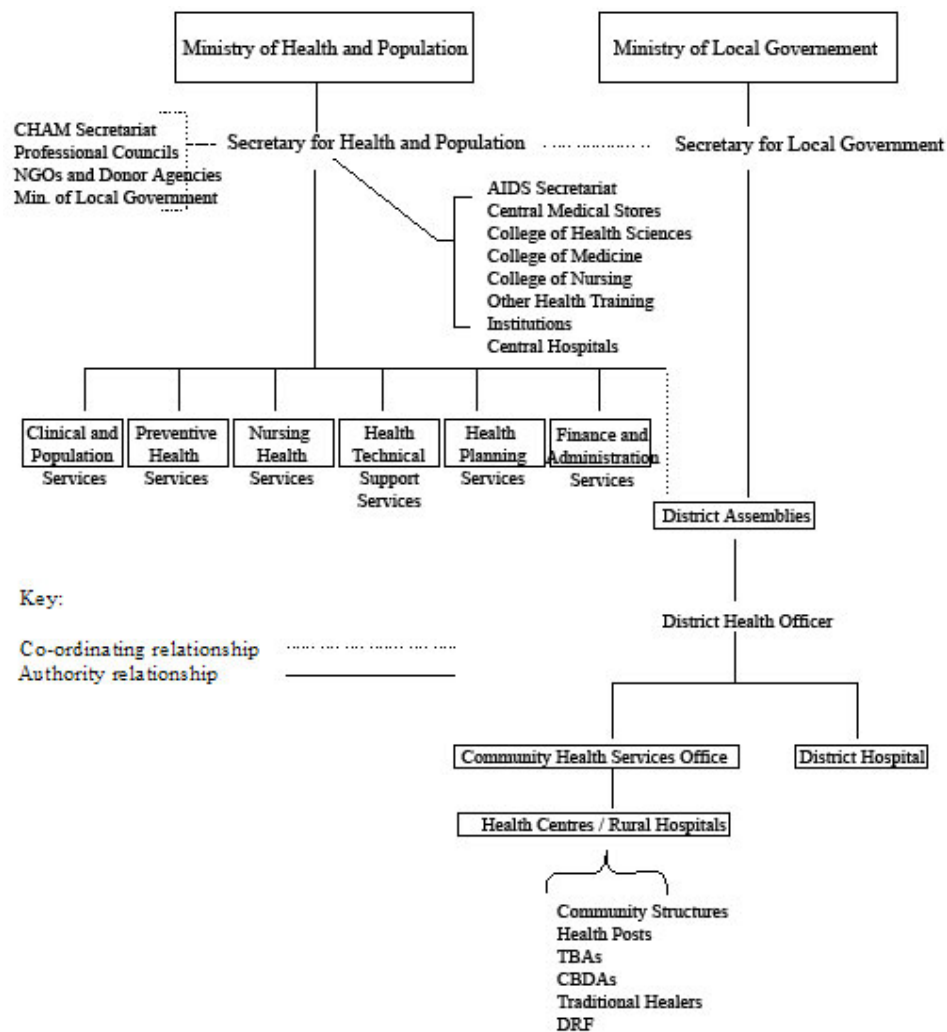 Ministry of Health and Population
Ministry of Local Governement
CHAM Secretariat
Professional Councils
NGOs and Donor Agencies
Min. of Local Government
Secretary for Health and Population
Secretary for Local Government
AIDS Secretariat
Central Medical Stores
College of Health Sciences
College of Medicine
College of Nursing
Other Health Training
Institutions
Central Hospitals
Clinical and
Population
Services
Preventive
Health
Services
Nursing
Health
Services
Health
Technical
Support
Services
Health
Planning
Services
Finance and
Administration
Services
District Assemblies
Key:
Co-ordinating relationship
Authority relationship
District Health Officer
Community Health Services Office
District Hospital
Health Centres / Rural Hospitals
Community Structures
Health Posts
TBAs
CBDAs
Traditional Healers
DRF